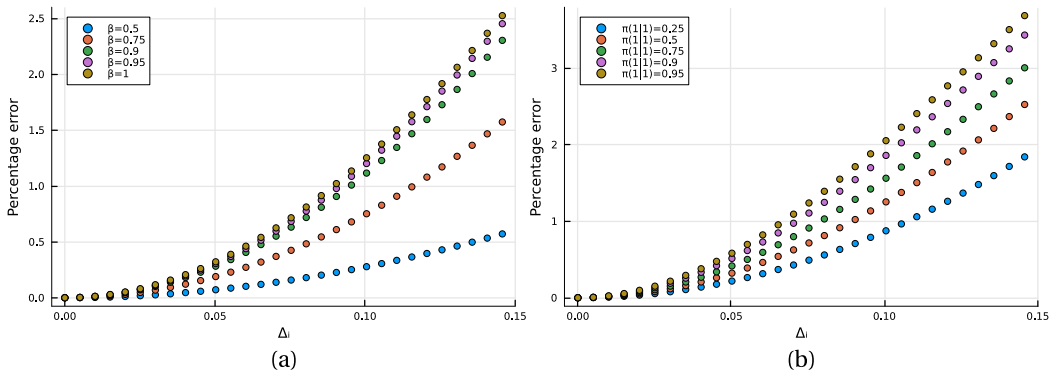 2.5
2.0
1.5
1.0
0.5
0.0
Percentage error
β=0.5
β=0.75
β=0.9
β=0.95
β=1
0.00
0.05
0.10
0.15
Δᵢ
(a)
3
2
1
0
Percentage error
π(1|1)=0.25
π(1|1)=0.5
π(1|1)=0.75
π(1|1)=0.9
π(1|1)=0.95
0.00
0.05
0.10
0.15
Δᵢ
(b)